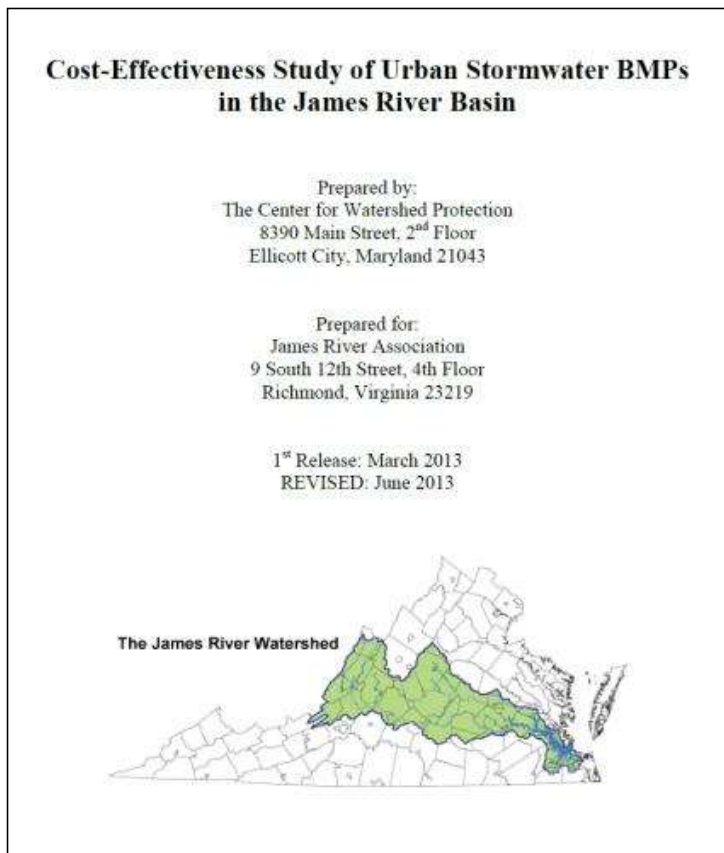 Cost-Effectiveness Study of Urban Stormwater BMPs
in the James River Basin
Prepared by:
The Center for Watershed Protection
8390 Main Street, 2nd Floor
Ellicott City, Maryland 21043
Prepared for:
James River Association
9 South 12th Street, 4th Floor
Richmond, Virginia 23219
1st Release: March 2013
REVISED: June 2013
The James River Watershed